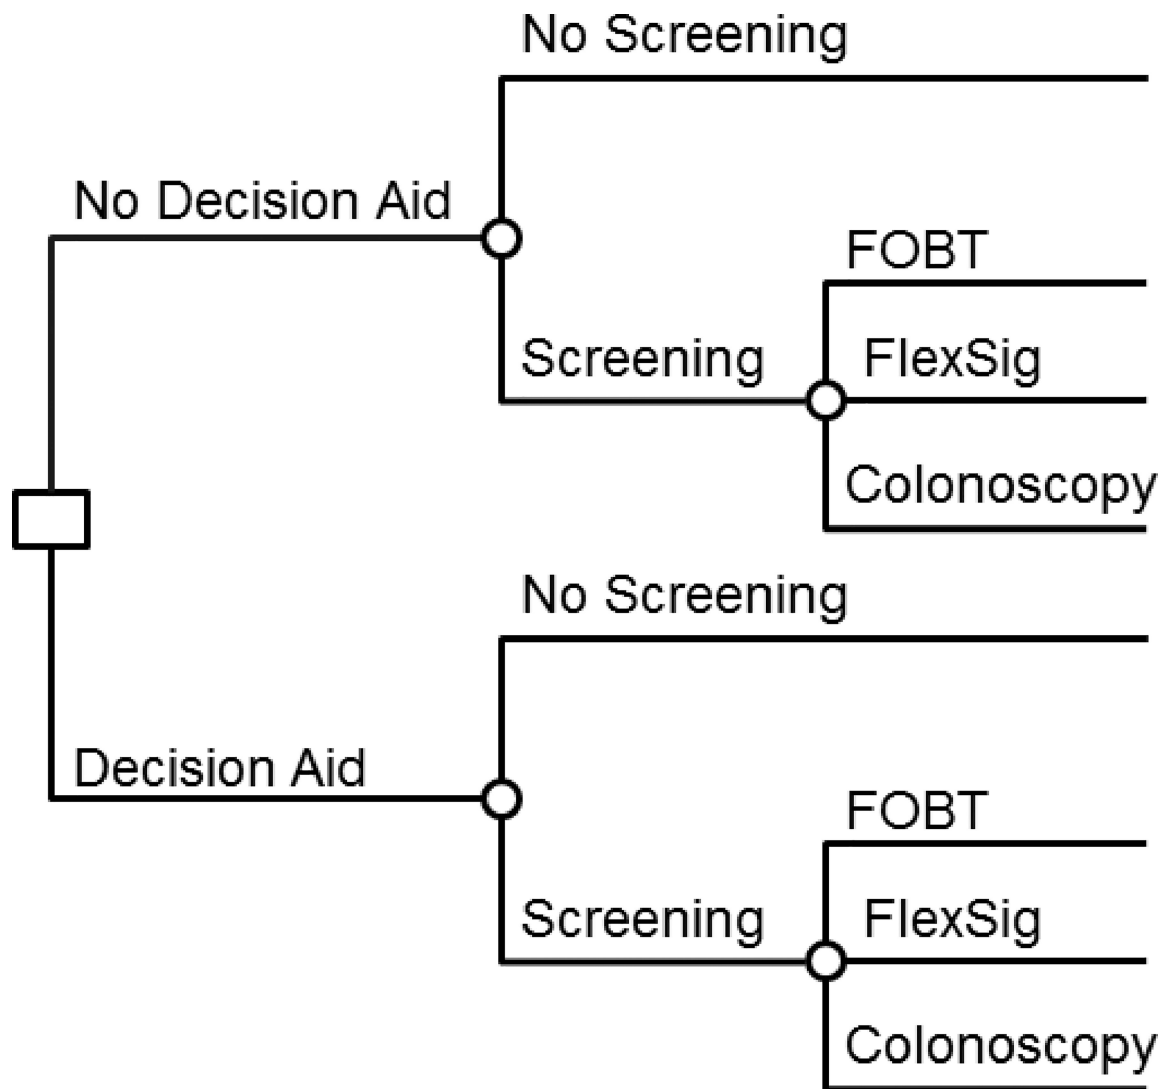 No Screening
No Decision Aid
FOBT
Screening
FlexSig
Colonoscopy
No Screening
Decision Aid
FOBT
Screening
FlexSig
Colonoscopy